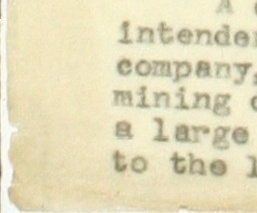 A
intende
company,
mining
a large
to the